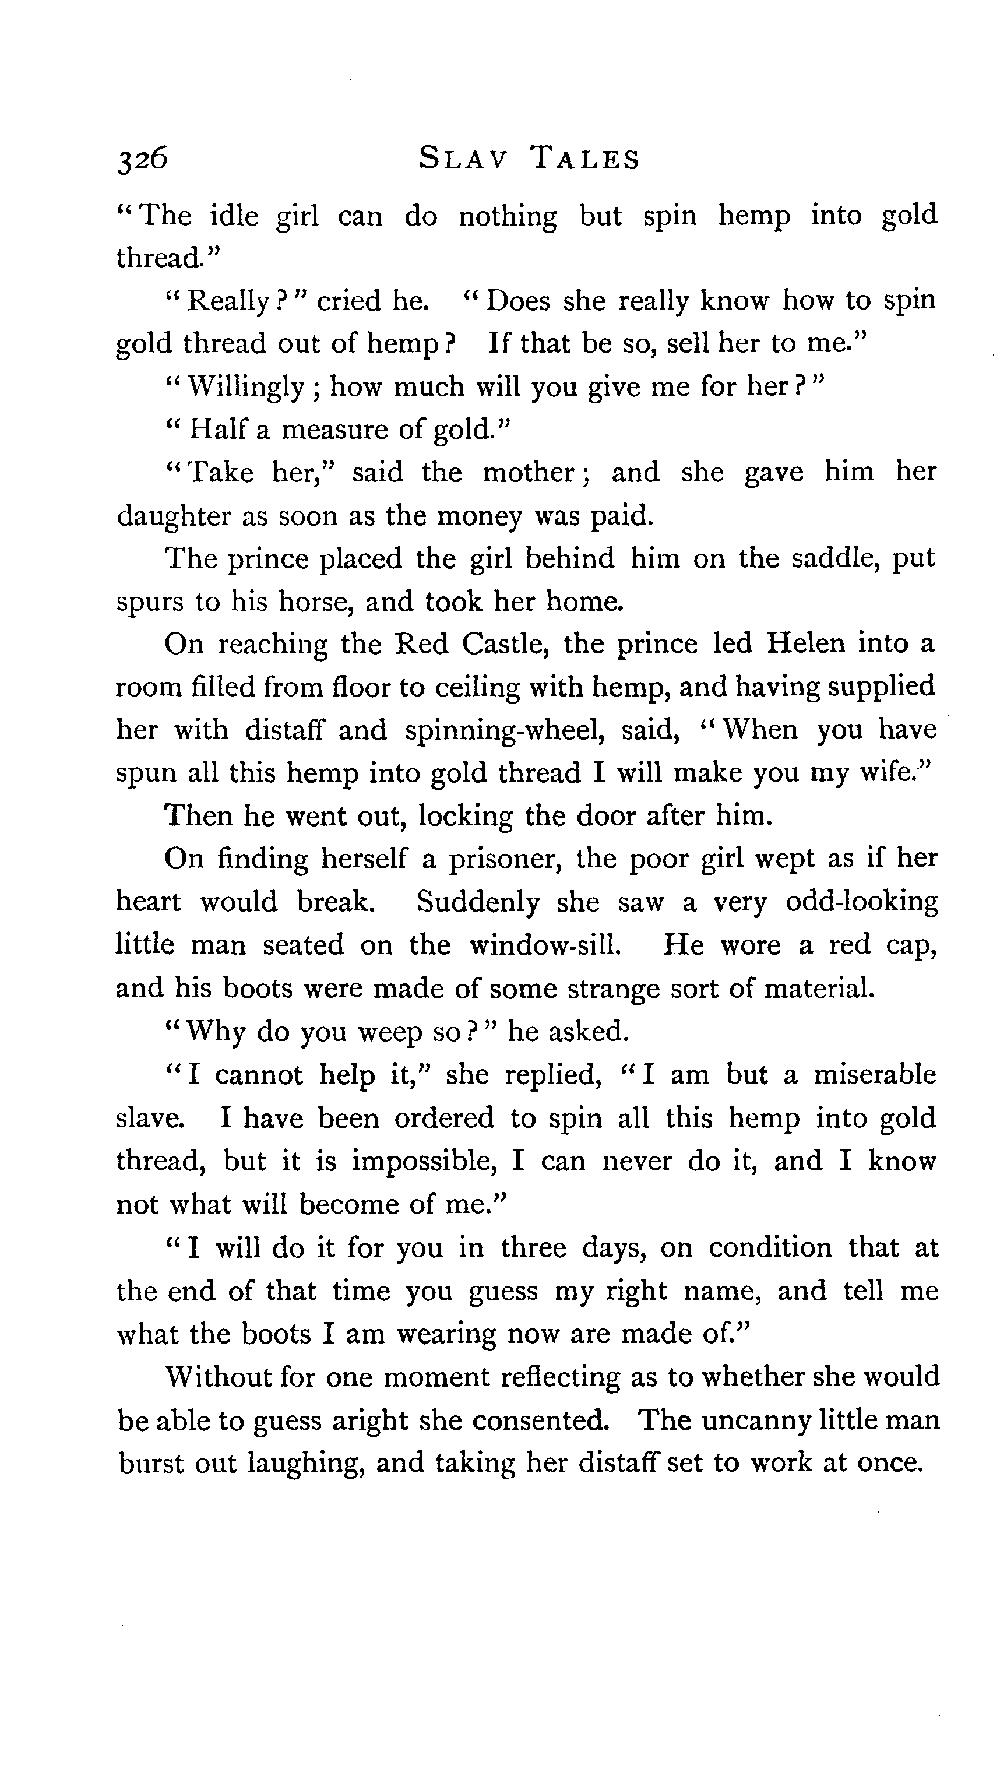 326 SLAV TALES
“The idle girl can do nothing but spin hemp into gold
thread.”
“Really?” cried he. “Does she really know how to spin
gold thread out of hemp? If that be so, sell her to me.”
“Willingly; how much will you give me for her?”
“Half a measure of gold.”
“Take her,” said the mother; and she gave him her
daughter as soon as the money was paid.
The prince placed the girl behind him on the saddle, put
spurs to his horse, and took her home.
On reaching the Red Castle, the prince led Helen into a
room filled from floor to ceiling with hemp, and having supplied
her with distaff and spinning-wheel, said, “When you have
spun all this hemp into gold thread I will make you my wife.”
Then he went out, locking the door after him.
On finding herself a prisoner, the poor girl wept as if her
heart would break. Suddenly she saw a very odd-looking
little man seated on the window-sill. He wore a red cap,
and his boots were made of some strange sort of material.
“Why do you weep so?” he asked.
“I cannot help it,” she replied, “I am but a miserable
slave. I have been ordered to spin all this hemp into gold
thread, but it is impossible, I can never do it, and I know
not what will become of me.”
“I will do it for you in three days, on condition that at
the end of that time you guess my right name, and tell me
what the boots I am wearing now are made of.”
Without for one moment reflecting as to whether she would
be able to guess aright she consented. The uncanny little man
burst out laughing, and taking her distaff set to work at once.